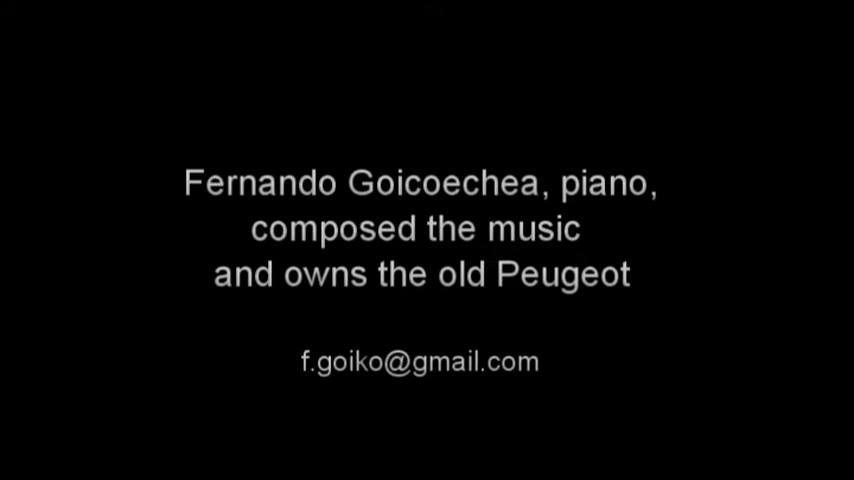 Fernando Goicoechea, piano,
composed the music
and owns the old Peugeot
f.goiko@gmail.com